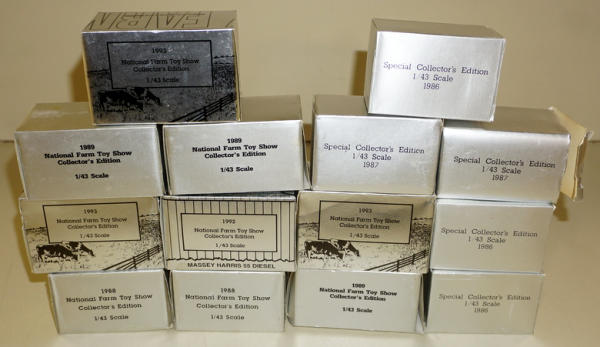 FARM
1993
National Farm Toy Show
Collector's Edition
1/43 Scale
Special Collector's Edition
1/43 Scale
1986
1989
National Farm Toy Show
Collector's Edition
1/43 Scale
1989
National Farm Toy Show
Collector's Edition
1/43 Scale
Special Collector's Edition
1/43 Scale
1987
Special Collector's Edition
1/43 Scale
1987
1993
National Farm Toy Show
Collector's Edition
1/43 Scale
1992
National Farm Toy Show
Collector's Edition
1/43 Scale
MASSEY HARRIS 55 DIESEL
1993
National Farm Toy Show
Collector's Edition
1/43 Scale
Special Collector's Edition
1/43 Scale
1986
1988
National Farm Toy Show
Collector's Edition
1/43 Scale
1988
National Farm Toy Show
Collector's Edition
1/43 Scale
1989
National Farm Toy Show
Collector's Edition
1/43 Scale
Special Collector's Edition
1/43 Scale
1986